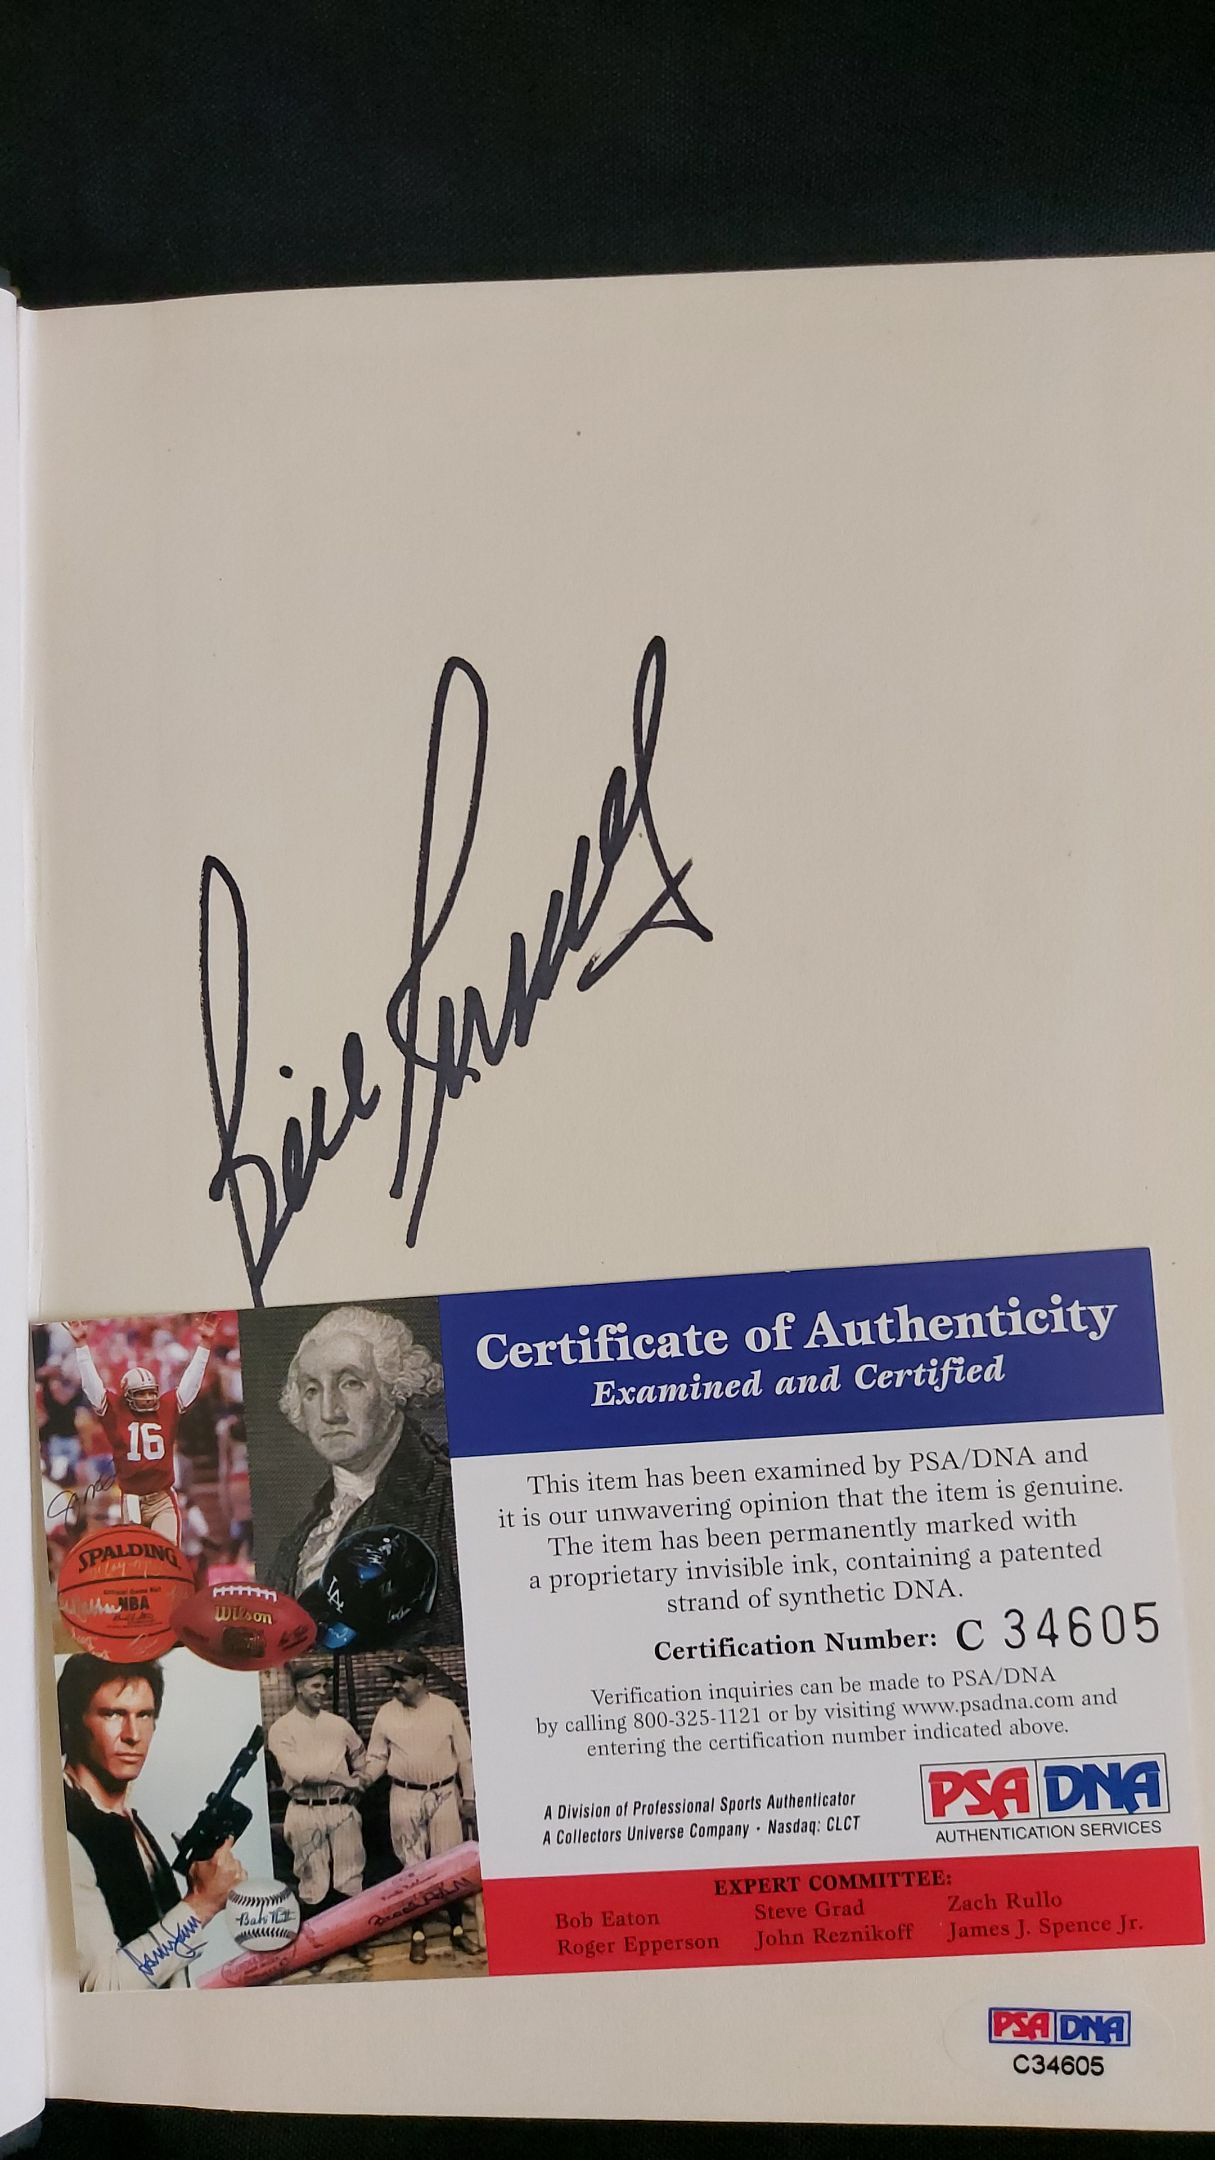 Bill Russell
Certificate of Authenticity
Examined and Certified
This item has been examined by PSA/DNA and
it is our unwavering opinion that the item is genuine.
The item has been permanently marked with
a proprietary invisible ink, containing a patented
strand of synthetic DNA.
Certification Number: C 34605
Verification inquiries can be made to PSA/DNA
by calling 800-325-1121 or by visiting www.psadna.com and
entering the certification number indicated above.
A Division of Professional Sports Authenticator
A Collectors Universe Company · Nasdaq: CLCT
PSA DNA
AUTHENTICATION SERVICES
EXPERT COMMITTEE:
Bob Eaton Steve Grad Zach Rullo
Roger Epperson John Reznikoff James J. Spence Jr.
16
SPALDING
NBA
Wilson
LA
Babe Ruth
PSA DNA
C34605